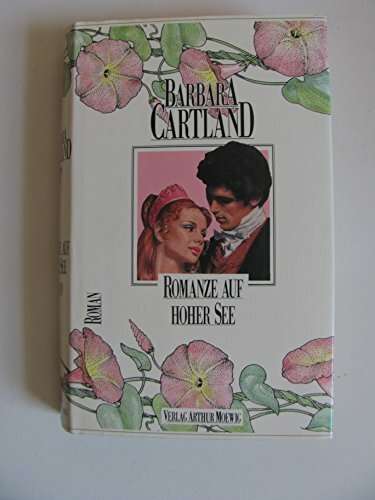 BARBARA
CARTLAND
ROMANZE AUF
HOHER SEE
ROMAN
VERLAG ARTHUR MOEWIG